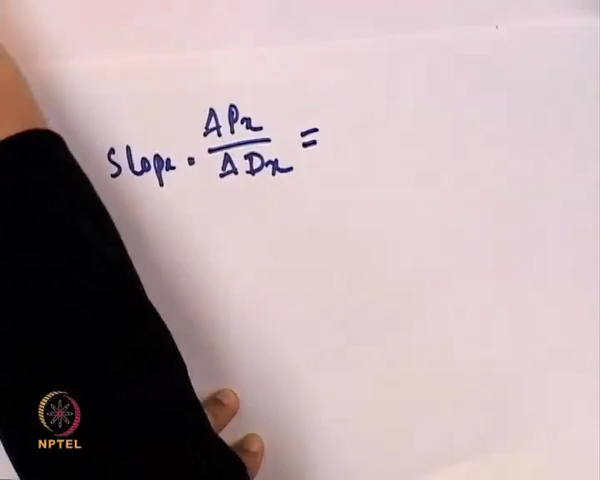 Slope = ΔPx / ΔDx =
NPTEL